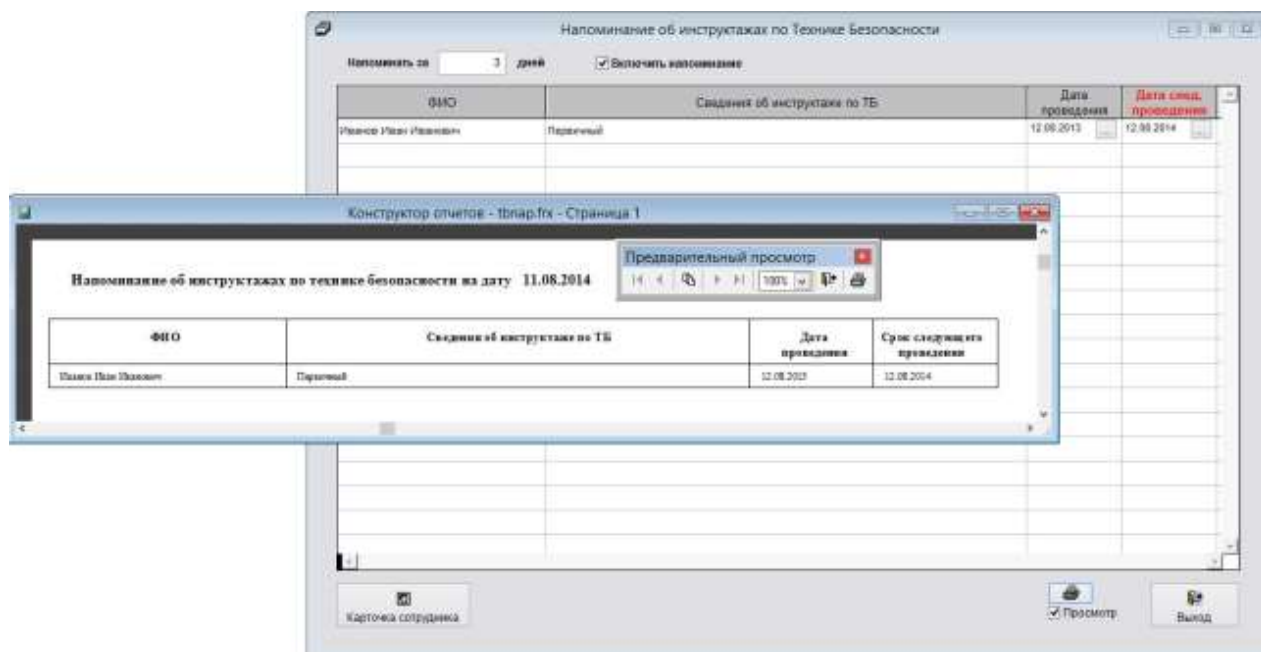 Напоминание об инструктажах по Технике Безопасности
Напоминать за 3 дней Включить напоминание
ФИО Сведения об инструктаже по ТБ Дата проведения Дата след. проведения
Иванов Иван Иванович Первичный 12.08.2013 ... 12.08.2014 ...
Конструктор отчетов - tbnap.frx - Страница 1
Предварительный просмотр
100%
Напоминание об инструктажах по технике безопасности на дату 11.08.2014
ФИО Сведения об инструктаже по ТБ Дата проведения Срок следующего проведения
Иванов Иван Иванович Первичный 12.08.2013 12.08.2014
Карточка сотрудника
Просмотр
Выход